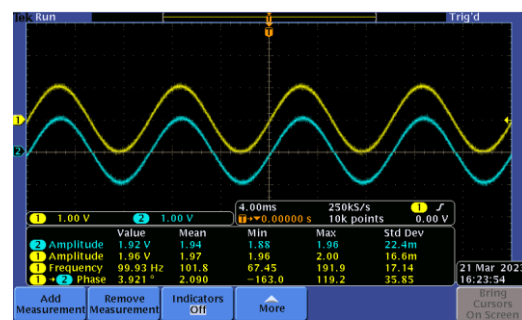 Tek Run Trig'd
T
T
1
2
4.00ms 250kS/s 1
1 1.00 V 2 1.00 V T→▼0.00000 s 10k points 0.00 V
Value Mean Min Max Std Dev
2 Amplitude 1.92 V 1.94 1.88 1.96 22.4m
1 Amplitude 1.96 V 1.97 1.96 2.00 16.6m
1 Frequency 99.93 Hz 101.8 67.45 191.9 17.14
1→2 Phase 3.921 ° 2.090 −163.0 119.2 35.85
21 Mar 202
16:23:54
Add Measurement
Remove Measurement
Indicators Off
More
Bring Cursors On Screen